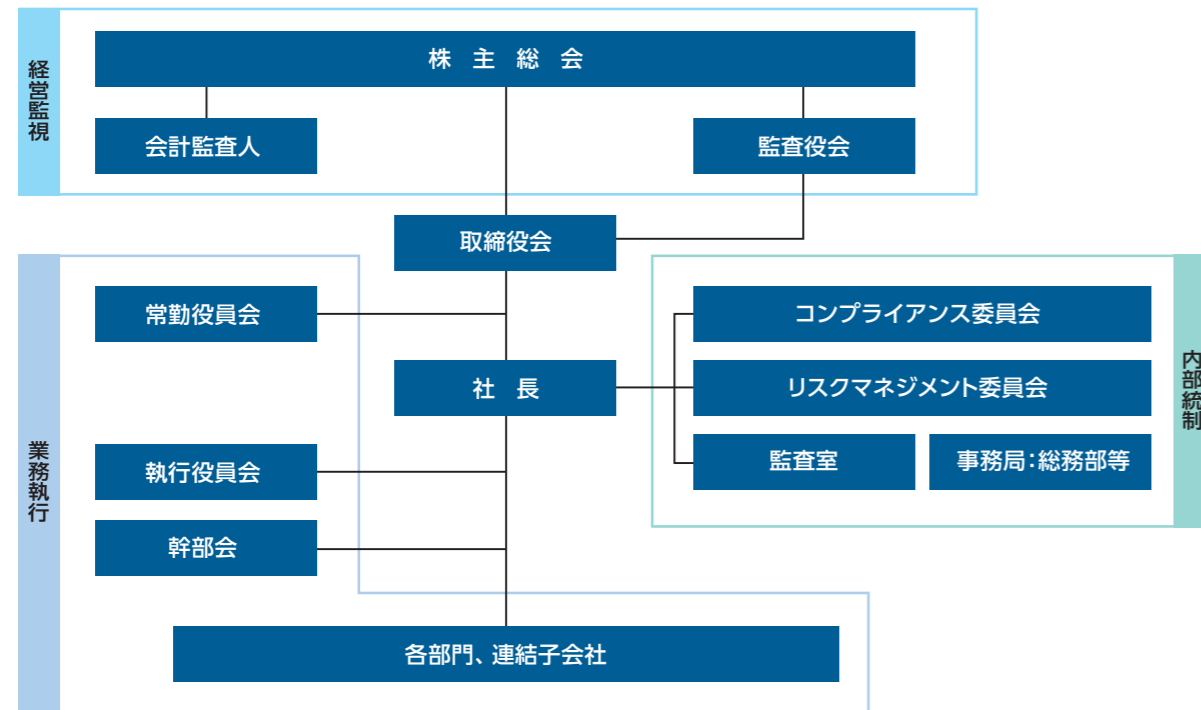 経営監視
株主総会
会計監査人
監査役会
取締役会
業務執行
常勤役員会
社長
執行役員会
幹部会
各部門、連結子会社
内部統制
コンプライアンス委員会
リスクマネジメント委員会
監査室
事務局：総務部等